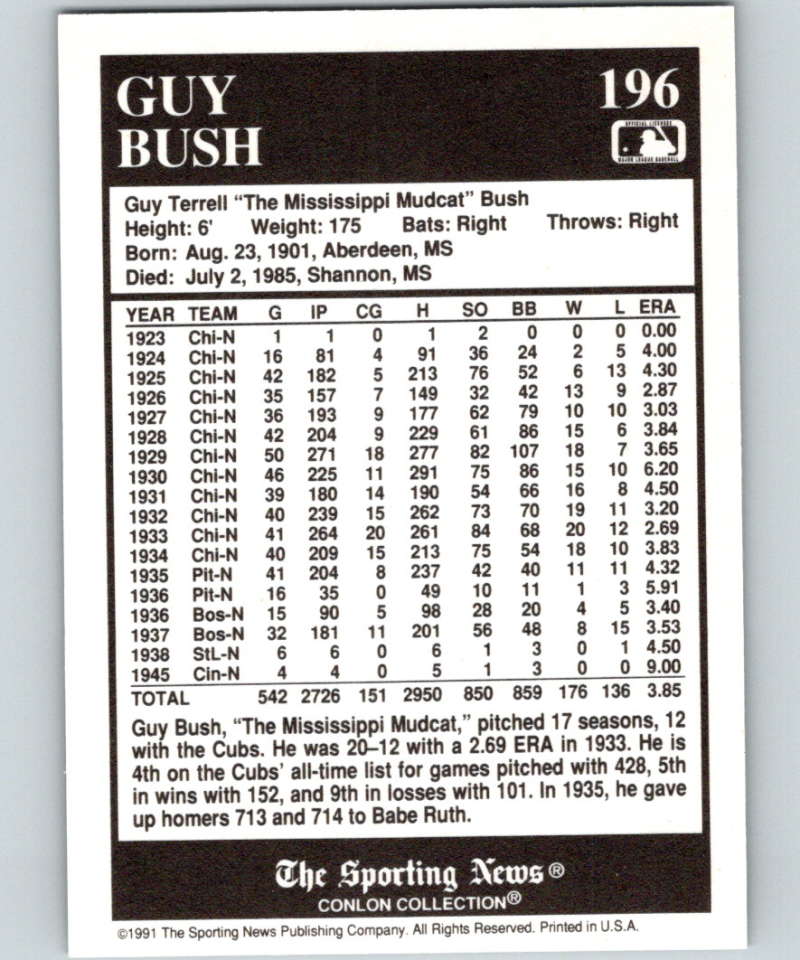 GUY
BUSH
196
OFFICIAL LICENSEE
MAJOR LEAGUE BASEBALL
Guy Terrell “The Mississippi Mudcat” Bush
Height: 6' Weight: 175 Bats: Right Throws: Right
Born: Aug. 23, 1901, Aberdeen, MS
Died: July 2, 1985, Shannon, MS
YEAR TEAM G IP CG H SO BB W L ERA
1923 Chi-N 1 1 0 1 2 0 0 0 0.00
1924 Chi-N 16 81 4 91 36 24 2 5 4.00
1925 Chi-N 42 182 5 213 76 52 6 13 4.30
1926 Chi-N 35 157 7 149 32 42 13 9 2.87
1927 Chi-N 36 193 9 177 62 79 10 10 3.03
1928 Chi-N 42 204 9 229 61 86 15 6 3.84
1929 Chi-N 50 271 18 277 82 107 18 7 3.65
1930 Chi-N 46 225 11 291 75 86 15 10 6.20
1931 Chi-N 39 180 14 190 54 66 16 8 4.50
1932 Chi-N 40 239 15 262 73 70 19 11 3.20
1933 Chi-N 41 264 20 261 84 68 20 12 2.69
1934 Chi-N 40 209 15 213 75 54 18 10 3.83
1935 Pit-N 41 204 8 237 42 40 11 11 4.32
1936 Pit-N 16 35 0 49 10 11 1 3 5.91
1936 Bos-N 15 90 5 98 28 20 4 5 3.40
1937 Bos-N 32 181 11 201 56 48 8 15 3.53
1938 StL-N 6 6 0 6 1 3 0 1 4.50
1945 Cin-N 4 4 0 5 1 3 0 0 9.00
TOTAL 542 2726 151 2950 850 859 176 136 3.85
Guy Bush, “The Mississippi Mudcat,” pitched 17 seasons, 12
with the Cubs. He was 20–12 with a 2.69 ERA in 1933. He is
4th on the Cubs’ all-time list for games pitched with 428, 5th
in wins with 152, and 9th in losses with 101. In 1935, he gave
up homers 713 and 714 to Babe Ruth.
The Sporting News®
CONLON COLLECTION®
©1991 The Sporting News Publishing Company. All Rights Reserved. Printed in U.S.A.